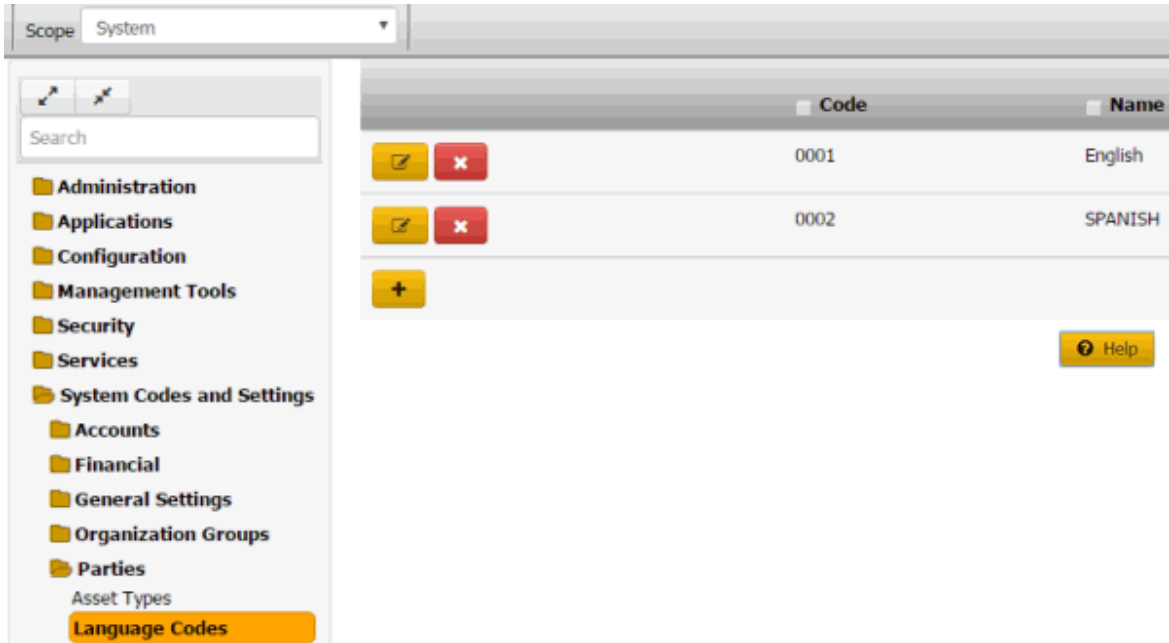 Scope System
Search
Administration
Applications
Configuration
Management Tools
Security
Services
System Codes and Settings
Accounts
Financial
General Settings
Organization Groups
Parties
Asset Types
Language Codes
Code Name
0001 English
0002 SPANISH
Help